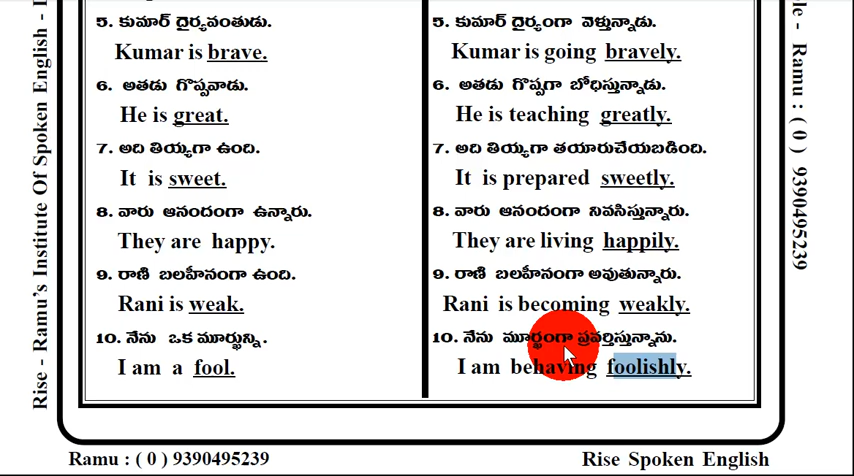 5. కుమార్ ధైర్యవంతుడు.
Kumar is brave.
6. అతడు గొప్పవాడు.
He is great.
7. అది తియ్యగా ఉంది.
It is sweet.
8. వారు ఆనందంగా ఉన్నారు.
They are happy.
9. రాణి బలహీనంగా ఉంది.
Rani is weak.
10. నేను ఒక మూర్ఖున్ని.
I am a fool.
5. కుమార్ ధైర్యంగా వెళ్తున్నాడు.
Kumar is going bravely.
6. అతడు గొప్పగా బోధిస్తున్నాడు.
He is teaching greatly.
7. అది తియ్యగా తయారుచేయబడింది.
It is prepared sweetly.
8. వారు ఆనందంగా నివసిస్తున్నారు.
They are living happily.
9. రాణి బలహీనంగా అవుతున్నారు.
Rani is becoming weakly.
10. నేను మూర్ఖంగా ప్రవర్తిస్తున్నాను.
I am behaving foolishly.
Rise - Ramu's Institute Of Spoken English -
Ramu : ( 0 ) 9390495239
Ramu : ( 0 ) 9390495239
Rise Spoken English